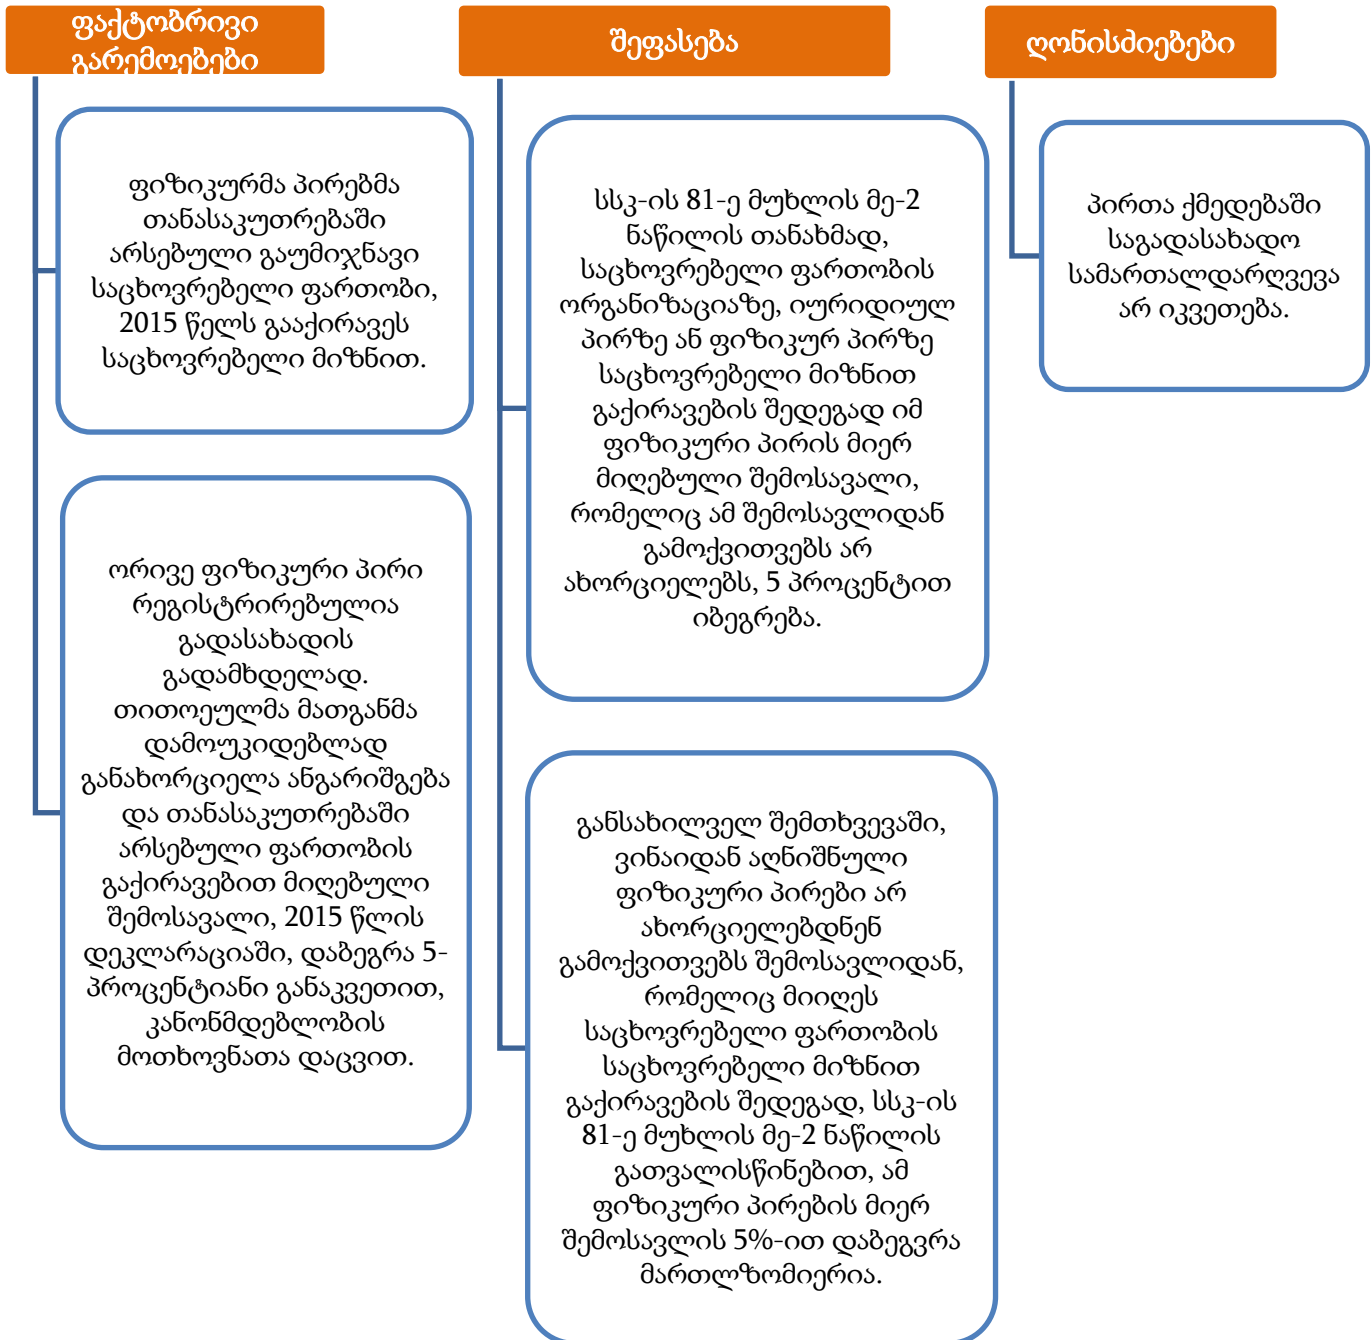 ფაქტობრივი
გარემოებები
ფიზიკურმა პირებმა
თანასაკუთრებაში
არსებული გაუმიჯნავი
საცხოვრებელი ფართობი,
2015 წელს გააქირავეს
საცხოვრებელი მიზნით.
ორივე ფიზიკური პირი
რეგისტრირებულია
გადასახადის
გადამხდელად.
თითოეულმა მათგანმა
დამოუკიდებლად
განახორციელა ანგარიშგება
და თანასაკუთრებაში
არსებული ფართობის
გაქირავებით მიღებული
შემოსავალი, 2015 წლის
დეკლარაციაში, დაბეგრა 5-
პროცენტიანი განაკვეთით,
კანონმდებლობის
მოთხოვნათა დაცვით.
შეფასება
სსკ-ის 81-ე მუხლის მე-2
ნაწილის თანახმად,
საცხოვრებელი ფართობის
ორგანიზაციაზე, იურიდიულ
პირზე ან ფიზიკურ პირზე
საცხოვრებელი მიზნით
გაქირავების შედეგად იმ
ფიზიკური პირის მიერ
მიღებული შემოსავალი,
რომელიც ამ შემოსავლიდან
გამოქვითვებს არ
ახორციელებს, 5 პროცენტით
იბეგრება.
განსახილველ შემთხვევაში,
ვინაიდან აღნიშნული
ფიზიკური პირები არ
ახორციელებდნენ
გამოქვითვებს შემოსავლიდან,
რომელიც მიიღეს
საცხოვრებელი ფართობის
საცხოვრებელი მიზნით
გაქირავების შედეგად, სსკ-ის
81-ე მუხლის მე-2 ნაწილის
გათვალისწინებით, ამ
ფიზიკური პირების მიერ
შემოსავლის 5%-ით დაბეგვრა
მართლზომიერია.
ღონისძიებები
პირთა ქმედებაში
საგადასახადო
სამართალდარღვევა
არ იკვეთება.